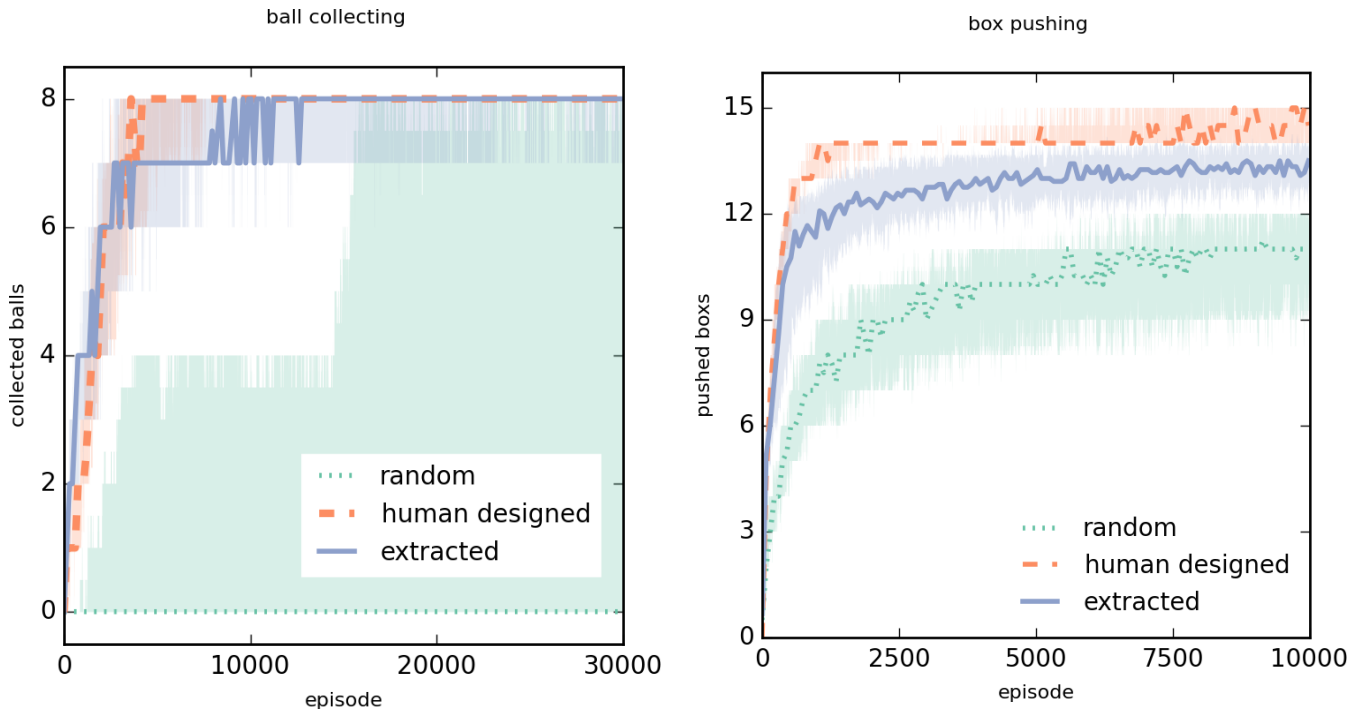 ball collecting
8
6
4
2
0
collected balls
random
human designed
extracted
0
10000
20000
30000
episode
box pushing
15
12
9
6
3
0
pushed boxs
random
human designed
extracted
0
2500
5000
7500
10000
episode